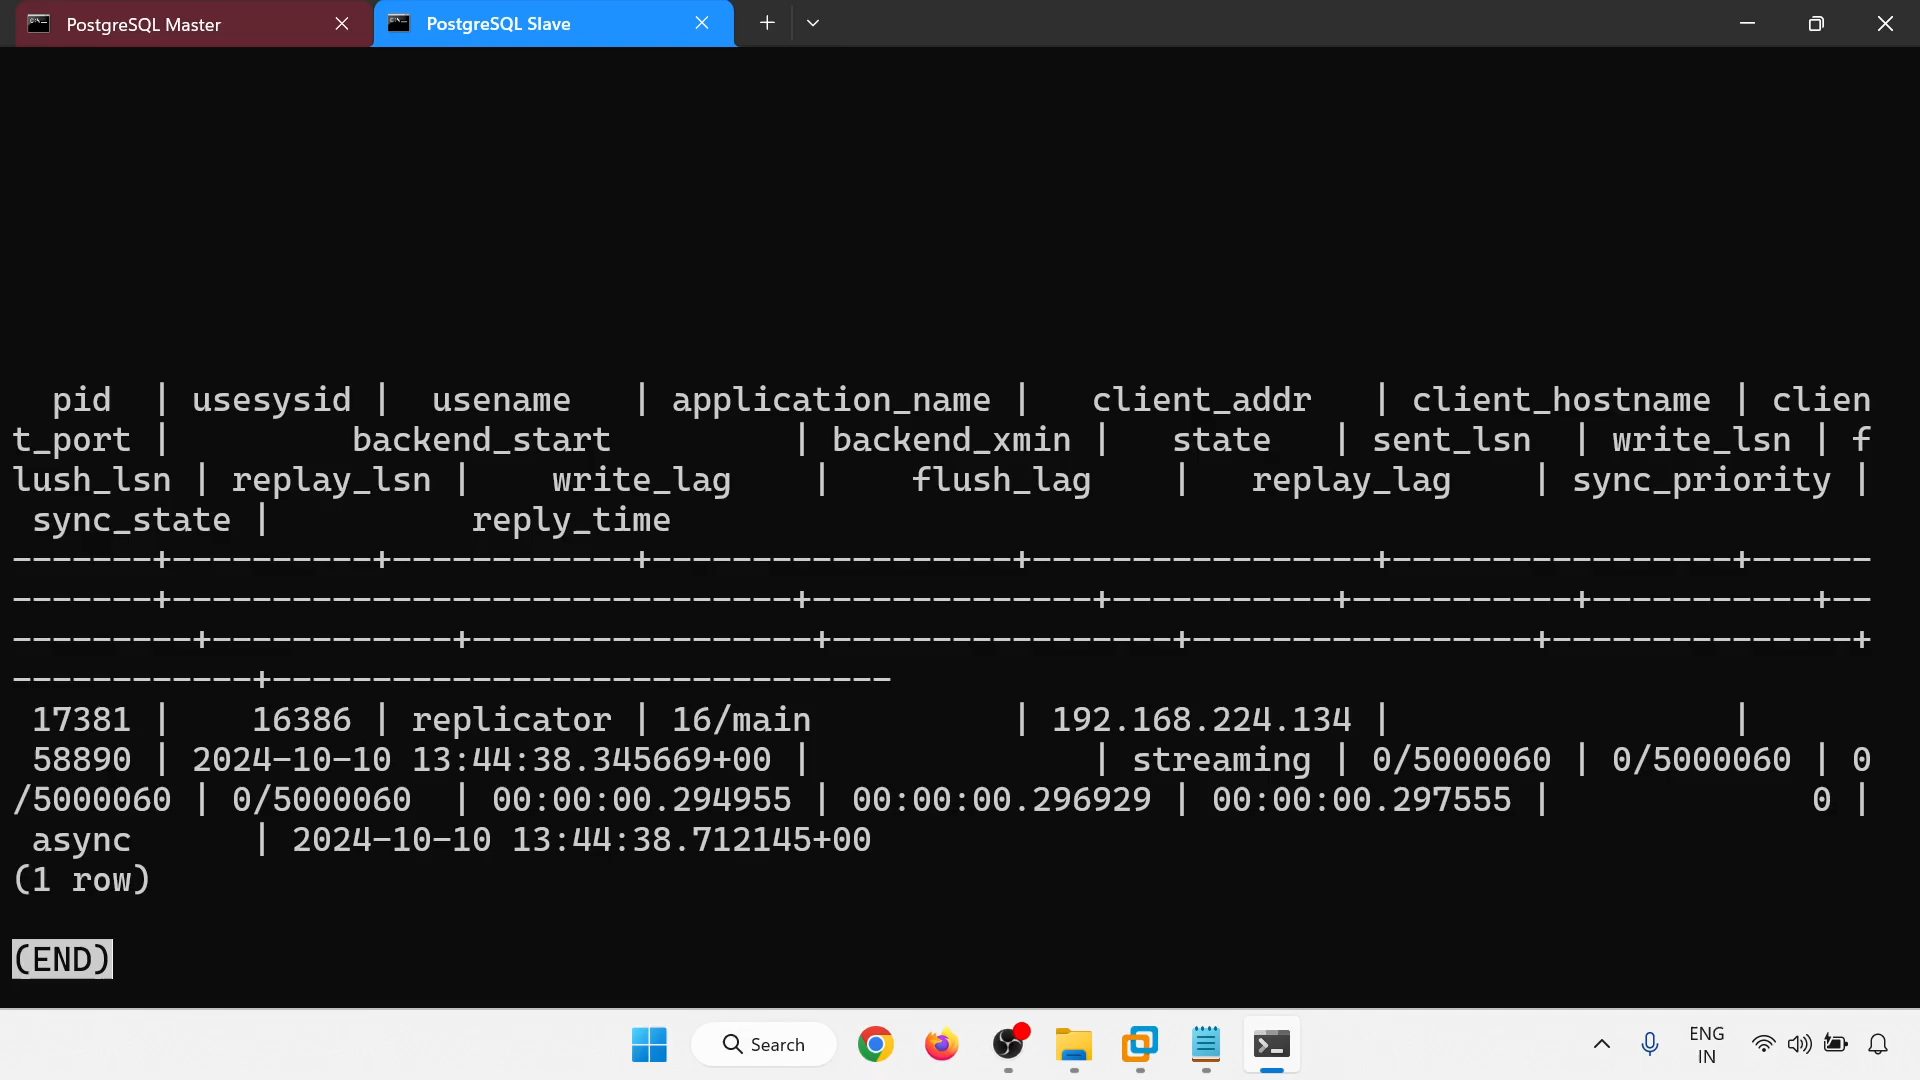 PostgreSQL Master
PostgreSQL Slave
  pid  | usesysid |  usename   | application_name |   client_addr   | client_hostname | clien
t_port |         backend_start         | backend_xmin |   state   | sent_lsn  | write_lsn | f
lush_lsn | replay_lsn |    write_lag    |    flush_lag    |   replay_lag    | sync_priority |
 sync_state |          reply_time
-------+----------+------------+------------------+-----------------+-----------------+------
-------+-------------------------------+--------------+-----------+-----------+-----------+--
---------+------------+-----------------+-----------------+-----------------+---------------+
------------+-------------------------------
 17381 |    16386 | replicator | 16/main          | 192.168.224.134 |                 |
 58890 | 2024-10-10 13:44:38.345669+00 |              | streaming | 0/5000060 | 0/5000060 | 0
/5000060 | 0/5000060  | 00:00:00.294955 | 00:00:00.296929 | 00:00:00.297555 |             0 |
 async      | 2024-10-10 13:44:38.712145+00
(1 row)
(END)
Search
ENG
IN